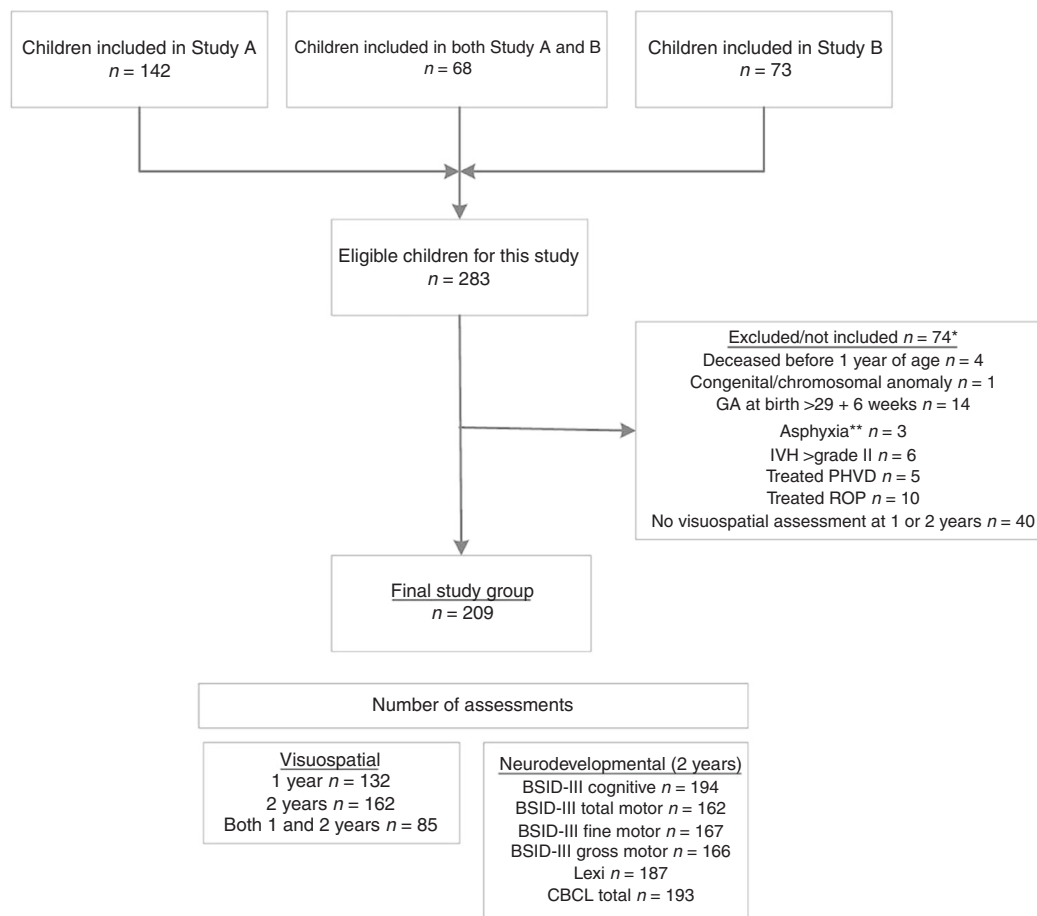 Children included in Study A
n = 142
Children included in both Study A and B
n = 68
Children included in Study B
n = 73
Eligible children for this study
n = 283
Excluded/not included n = 74*
Deceased before 1 year of age n = 4
Congenital/chromosomal anomaly n = 1
GA at birth >29 + 6 weeks n = 14
Asphyxia** n = 3
IVH >grade II n = 6
Treated PHVD n = 5
Treated ROP n = 10
No visuospatial assessment at 1 or 2 years n = 40
Final study group
n = 209
Number of assessments
Visuospatial
1 year n = 132
2 years n = 162
Both 1 and 2 years n = 85
Neurodevelopmental (2 years)
BSID-III cognitive n = 194
BSID-III total motor n = 162
BSID-III fine motor n = 167
BSID-III gross motor n = 166
Lexi n = 187
CBCL total n = 193